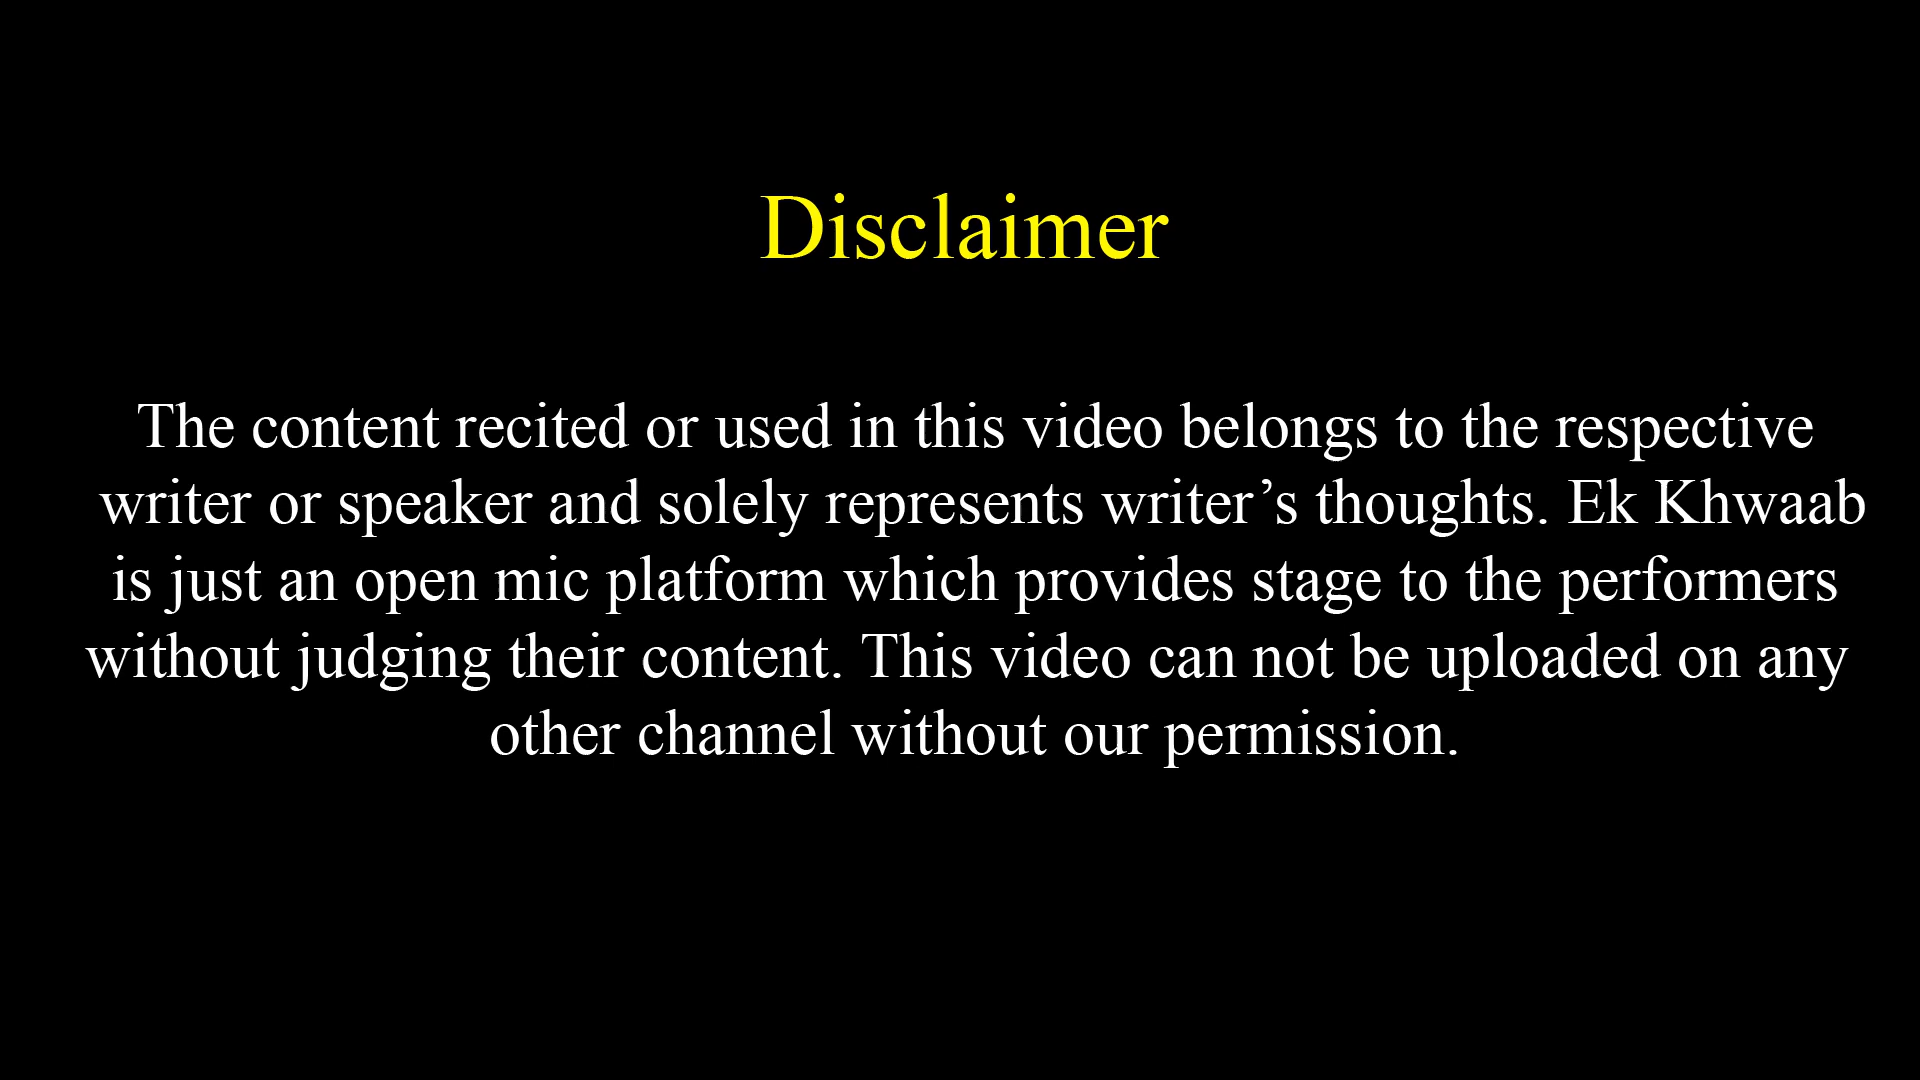 Disclaimer
The content recited or used in this video belongs to the respective
writer or speaker and solely represents writer’s thoughts. Ek Khwaab
is just an open mic platform which provides stage to the performers
without judging their content. This video can not be uploaded on any
other channel without our permission.